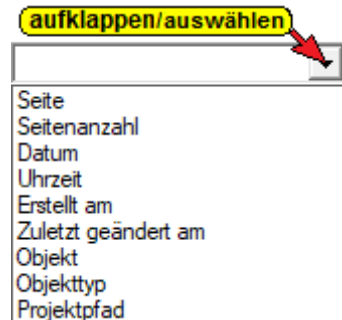 aufklappen/auswählen
Seite
Seitenanzahl
Datum
Uhrzeit
Erstellt am
Zuletzt geändert am
Objekt
Objekttyp
Projektpfad